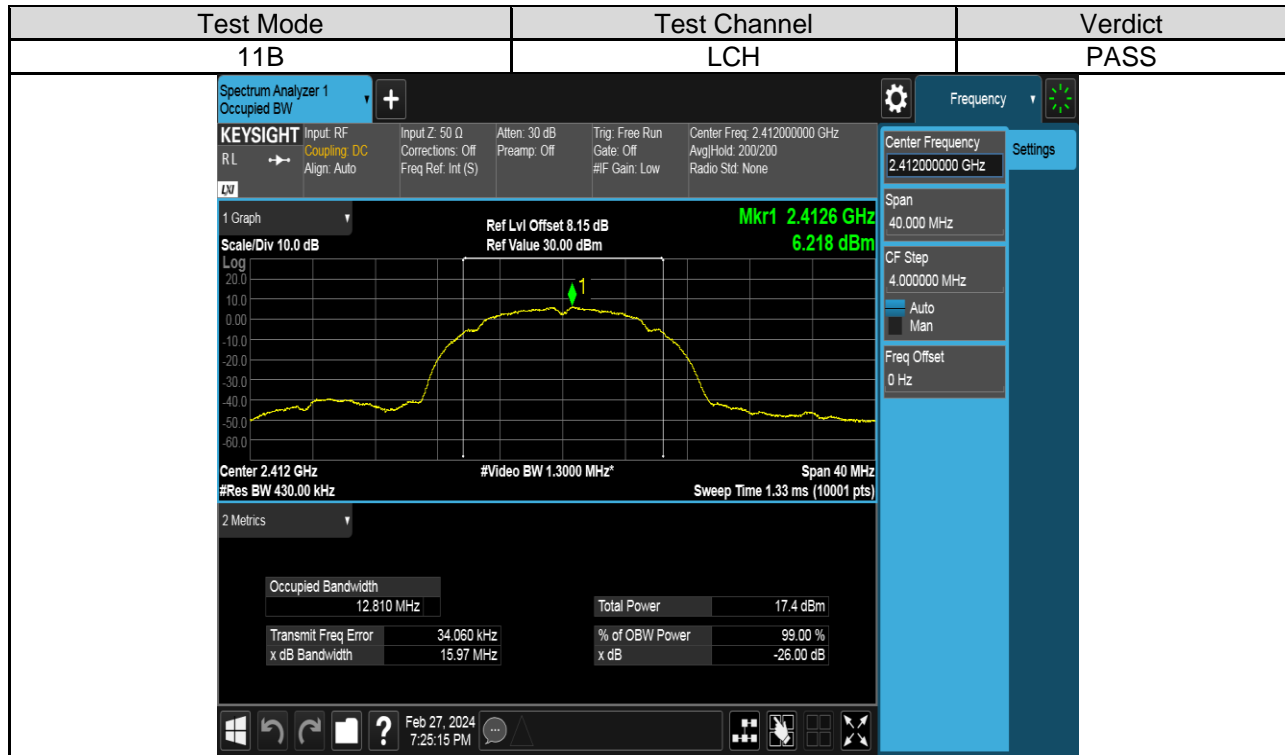 Test Mode Test Channel Verdict
11B LCH PASS
Spectrum Analyzer 1
Occupied BW
+
Frequency
KEYSIGHT Input: RF Input Z: 50 Ω Atten: 30 dB Trig: Free Run Center Freq: 2.412000000 GHz
RL Coupling: DC Corrections: Off Preamp: Off Gate: Off Avg|Hold: 200/200
Align: Auto Freq Ref: Int (S) #IF Gain: Low Radio Std: None
LXI
Center Frequency
2.412000000 GHz
Settings
Span
40.000 MHz
CF Step
4.000000 MHz
Auto
Man
Freq Offset
0 Hz
1 Graph
Ref Lvl Offset 8.15 dB
Mkr1 2.4126 GHz
Scale/Div 10.0 dB
Ref Value 30.00 dBm
6.218 dBm
Log
20.0
1
10.0
0.00
-10.0
-20.0
-30.0
-40.0
-50.0
-60.0
Center 2.412 GHz #Video BW 1.3000 MHz* Span 40 MHz
#Res BW 430.00 kHz Sweep Time 1.33 ms (10001 pts)
2 Metrics
Occupied Bandwidth
12.810 MHz
Total Power 17.4 dBm
Transmit Freq Error 34.060 kHz % of OBW Power 99.00 %
x dB Bandwidth 15.97 MHz x dB -26.00 dB
?
Feb 27, 2024
7:25:15 PM